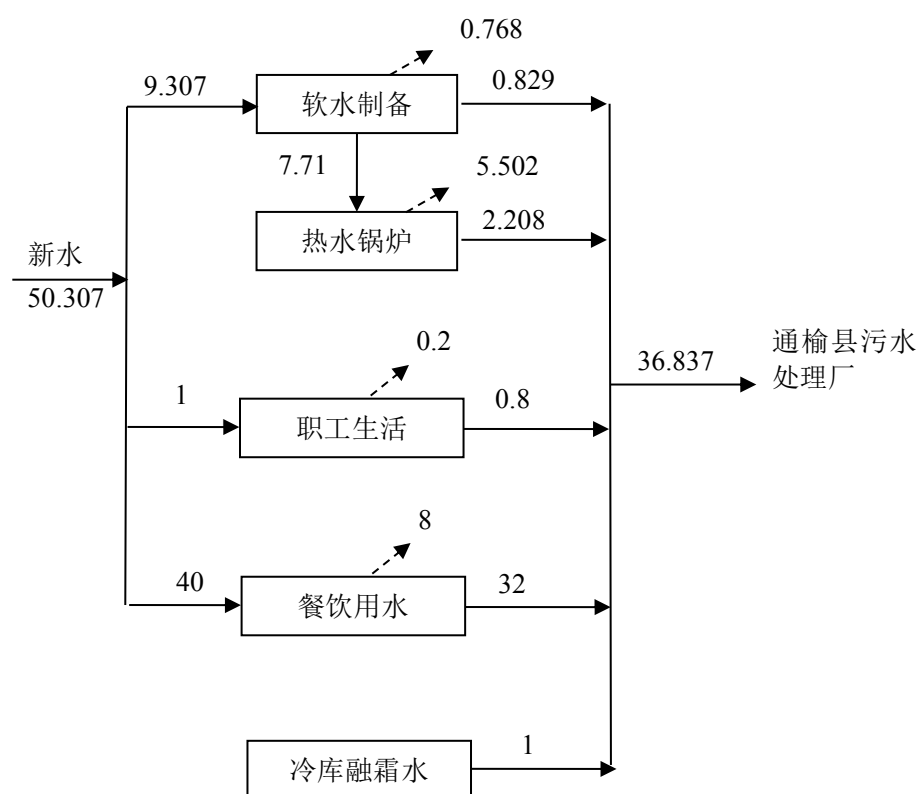 0.768
9.307
软水制备
0.829
7.71
5.502
热水锅炉
2.208
新水
50.307
0.2
通榆县污水
处理厂
36.837
1
职工生活
0.8
8
40
餐饮用水
32
冷库融霜水
1